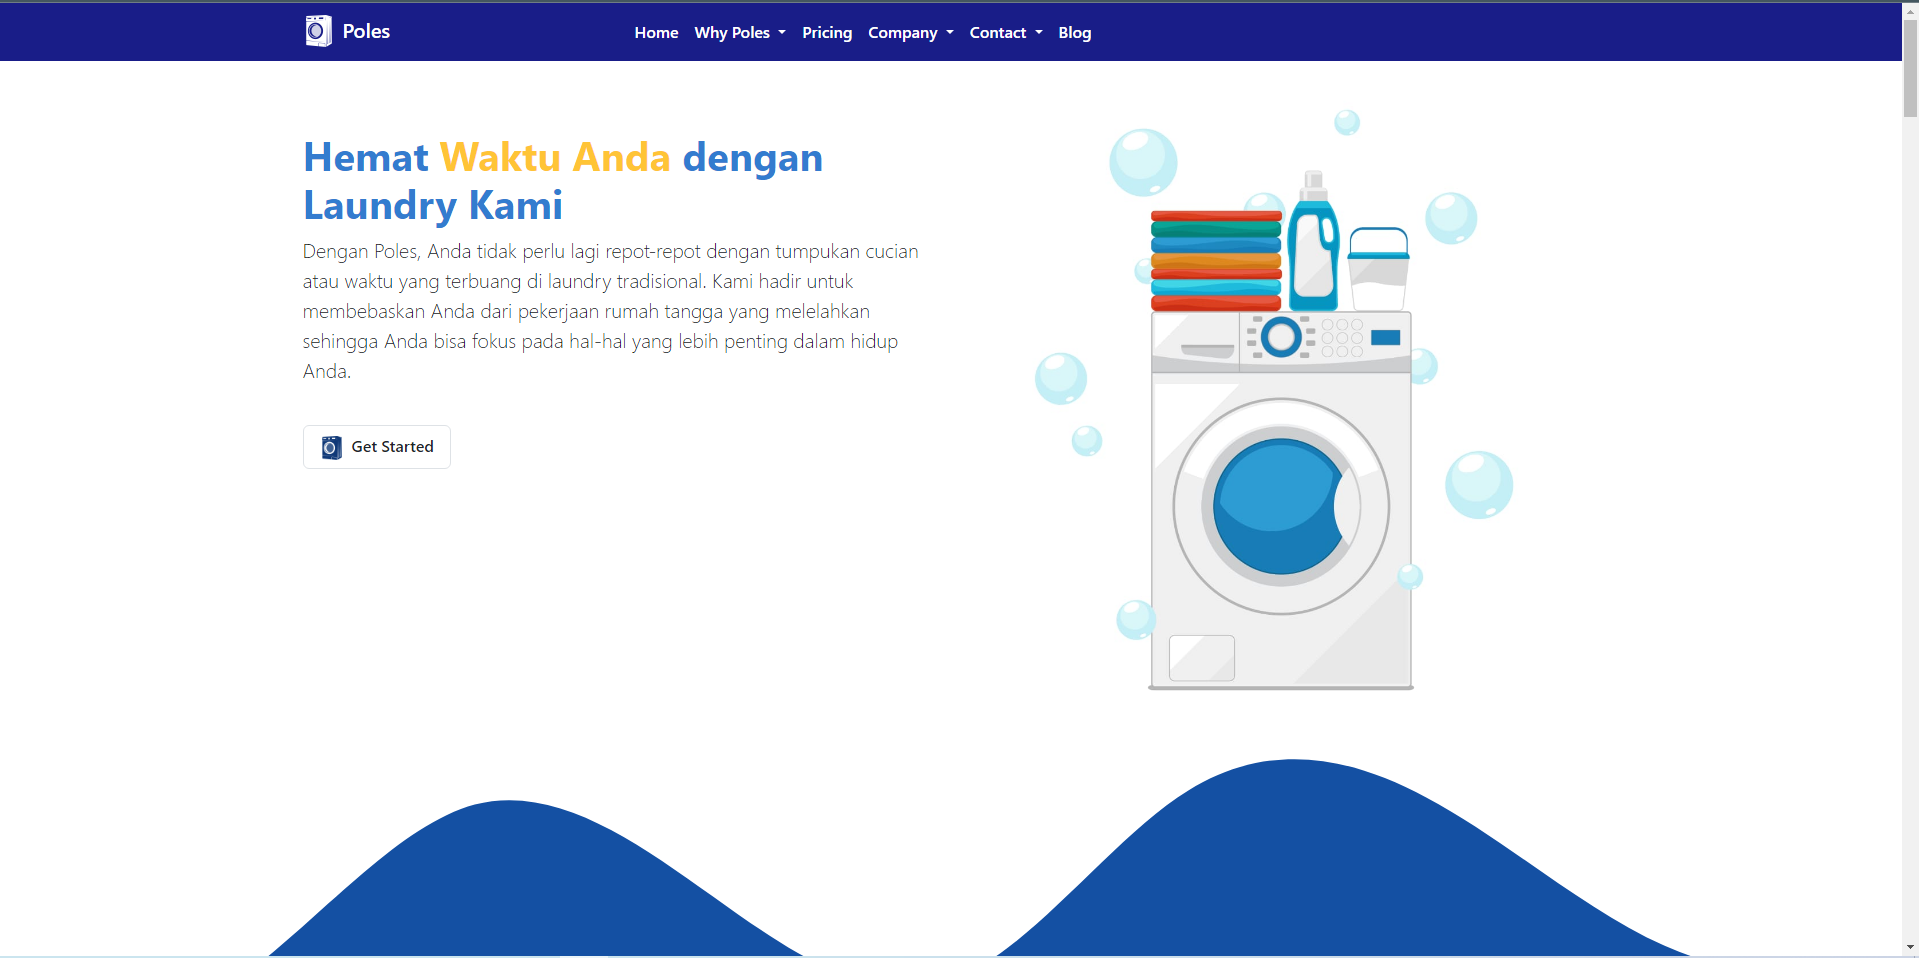 Poles
Home Why Poles Pricing Company Contact Blog
Hemat Waktu Anda dengan
Laundry Kami
Dengan Poles, Anda tidak perlu lagi repot-repot dengan tumpukan cucian
atau waktu yang terbuang di laundry tradisional. Kami hadir untuk
membebaskan Anda dari pekerjaan rumah tangga yang melelahkan
sehingga Anda bisa fokus pada hal-hal yang lebih penting dalam hidup
Anda.
Get Started